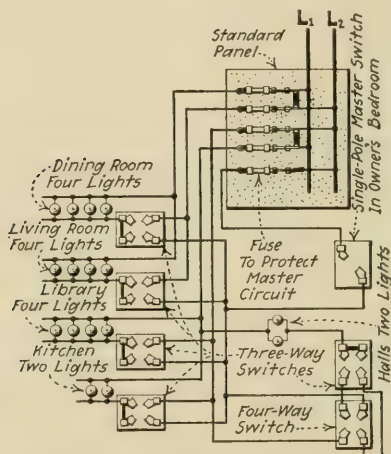 L1
L2
Standard
Panel
Single-Pole Master Switch
In Owners' Bedroom
Dining Room
Four Lights
Living Room
Four Lights
Library
Four Lights
Kitchen
Two Lights
Fuse
To Protect
Master
Circuit
Halls Two Lights
Three-Way
Switches
Four-Way
Switch